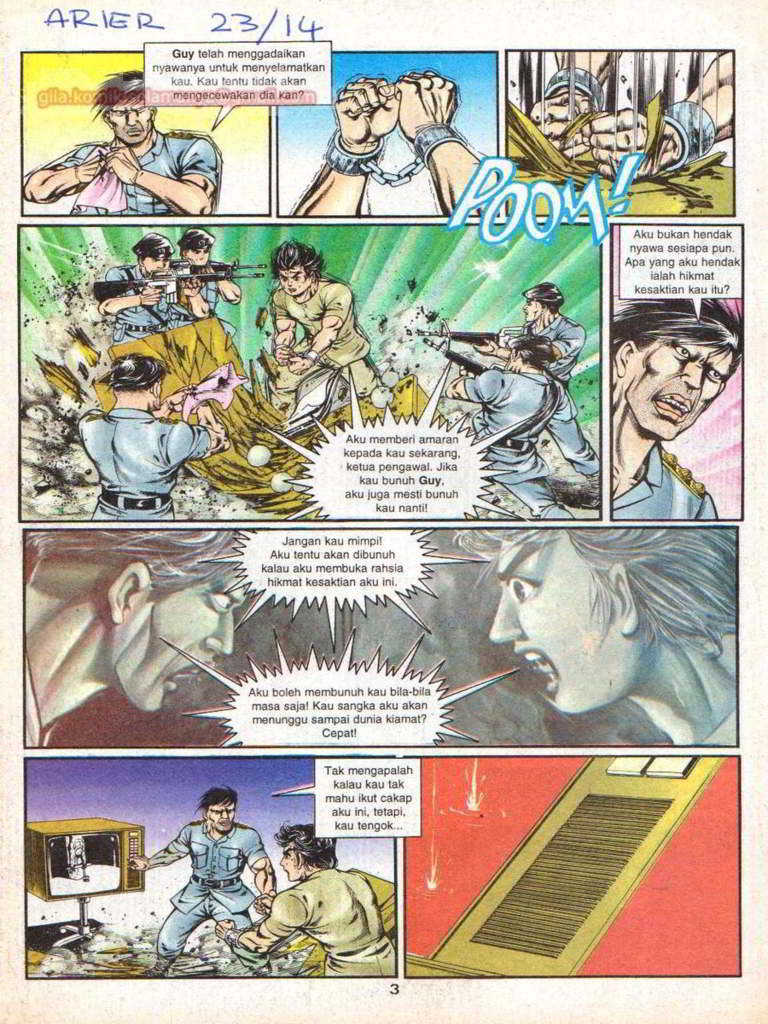 ARIER 23/14
Guy telah menggadaikan
nyawanya untuk menyelamatkan
kau. Kau tentu tidak akan
mengecewakan dia kan?
POOM!
Aku bukan hendak
nyawa sesiapa pun.
Apa yang aku hendak
ialah hikmat
kesaktian kau itu?
Aku memberi amaran
kepada kau sekarang,
ketua pengawal. Jika
kau bunuh Guy,
aku juga mesti bunuh
kau nanti!
Jangan kau mimpi!
Aku tentu akan dibunuh
kalau aku membuka rahsia
hikmat kesaktian aku ini.
Aku boleh membunuh kau bila-bila
masa saja! Kau sangka aku akan
menunggu sampai dunia kiamat?
Cepat!
Tak mengapalah
kalau kau tak
mahu ikut cakap
aku ini, tetapi,
kau tengok...
3